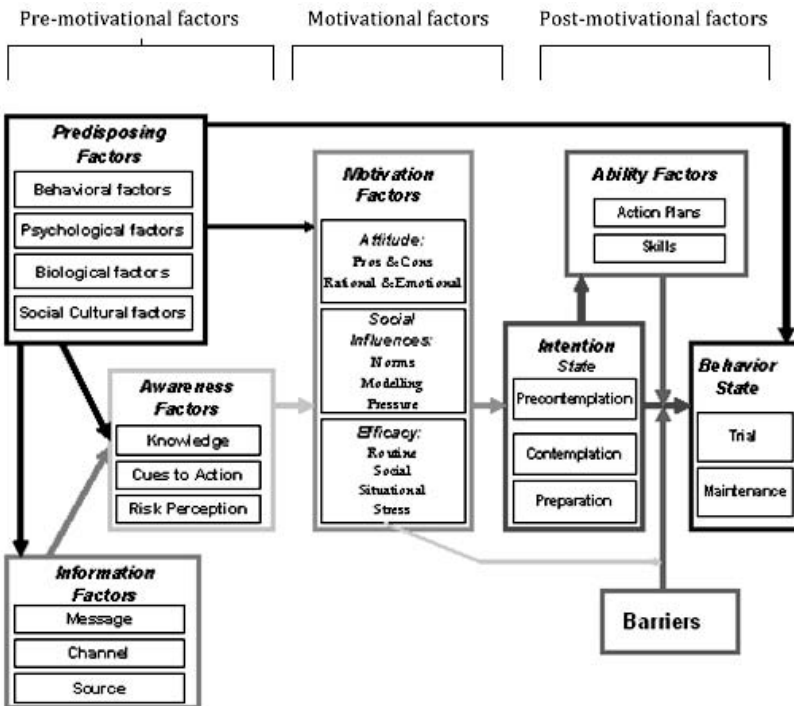 Pre-motivational factors
Motivational factors
Post-motivational factors
Predisposing
Factors
Behavioral factors
Psychological factors
Biological factors
Social Cultural factors
Awareness
Factors
Knowledge
Cues to Action
Risk Perception
Information
Factors
Message
Channel
Source
Motivation
Factors
Attitude:
Pros & Cons
Rational & Emotional
Social
Influences:
Norms
Modelling
Pressure
Efficacy:
Routine
Social
Situational
Stress
Ability Factors
Action Plans
Skills
Intention
State
Precontemplation
Contemplation
Preparation
Barriers
Behavior
State
Trial
Maintenance